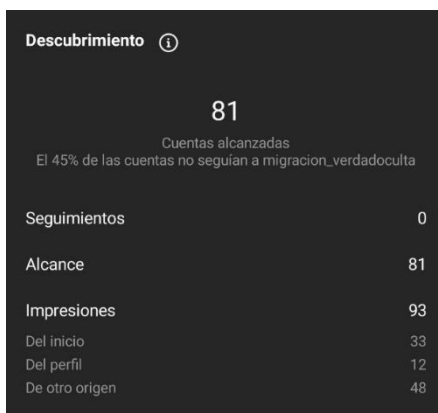 Descubrimiento
81
Cuentas alcanzadas
El 45% de las cuentas no seguían a migracion_verdadoculta
Seguimientos 0
Alcance 81
Impresiones 93
Del inicio 33
Del perfil 12
De otro origen 48